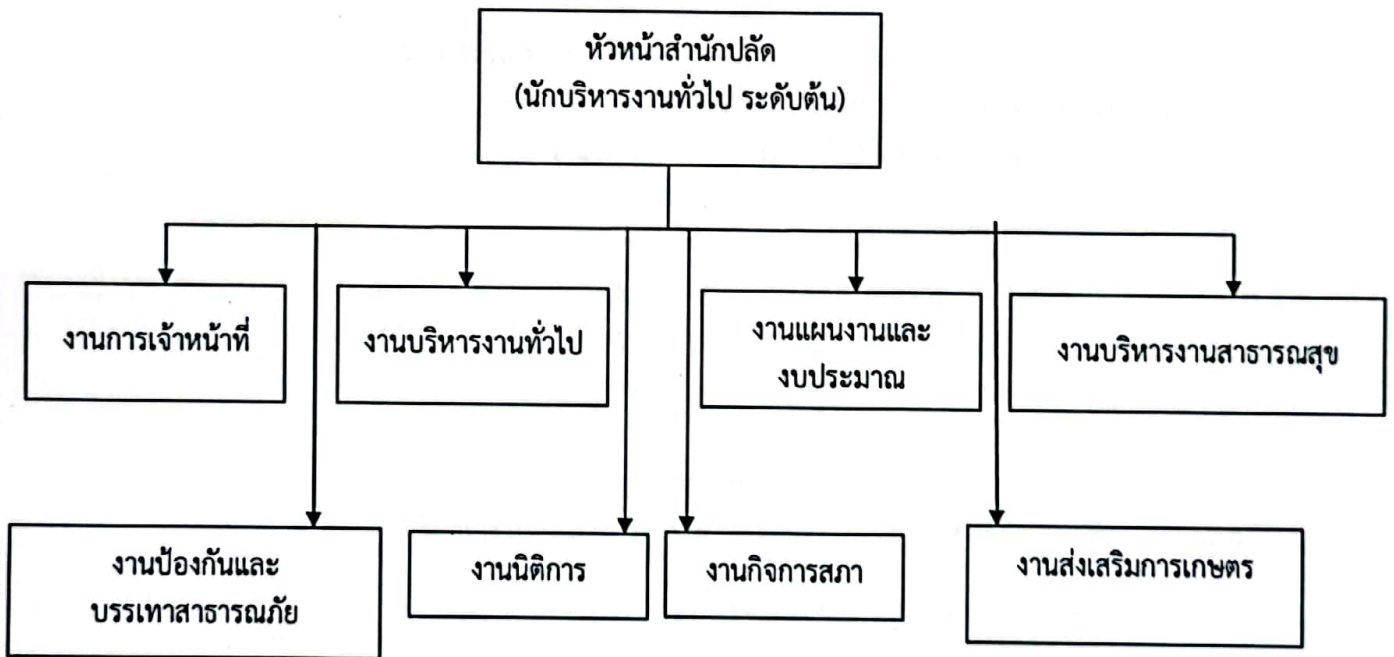 หัวหน้าสำนักปลัด
(นักบริหารงานทั่วไป ระดับต้น)
งานการเจ้าหน้าที่
งานบริหารงานทั่วไป
งานแผนงานและ
งบประมาณ
งานบริหารงานสาธารณสุข
งานป้องกันและ
บรรเทาสาธารณภัย
งานนิติการ
งานกิจการสภา
งานส่งเสริมการเกษตร